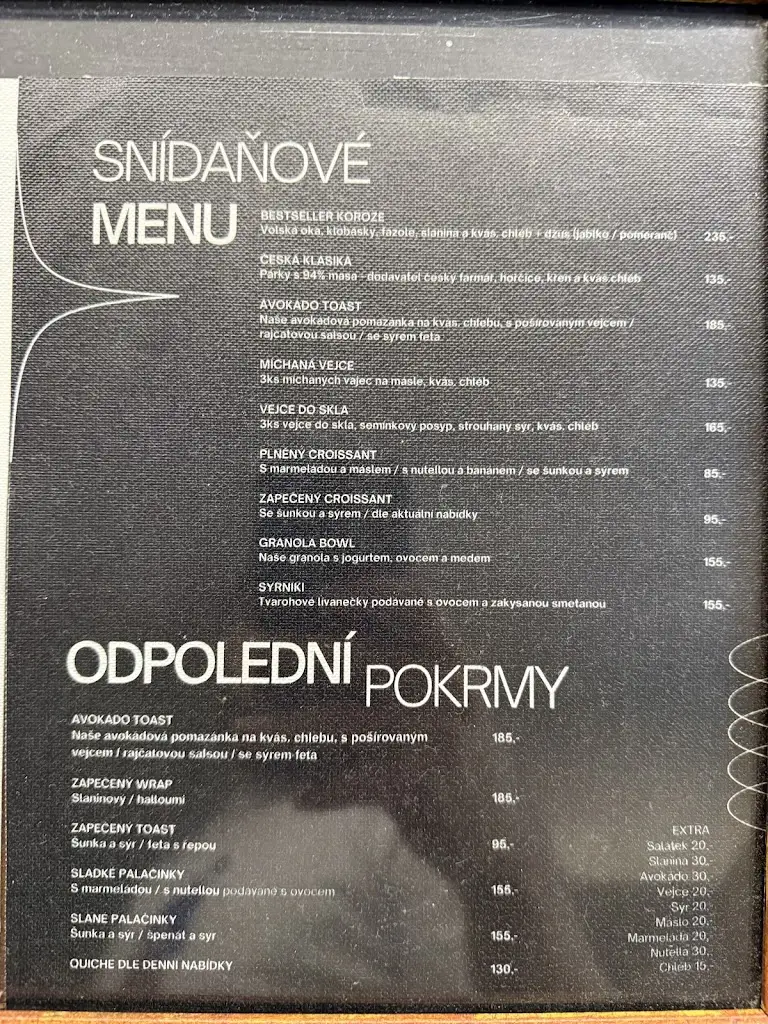 SNÍDAŇOVÉ
MENU
BESTSELLER KOROZE
Volská oka, klobásky, fazole, slanina a kvás. chléb + džus (jablko / pomeranč) 235,-
ČESKÁ KLASIKA
Párky s 94% masa - dodavatel český farmář, hořčice, křen a kvás.chléb 135,-
AVOKÁDO TOAST
Naše avokádová pomazánka na kvás. chlebu, s pošírovaným vejcem / 185,-
rajčatovou salsou / se sýrem feta
MÍCHANÁ VEJCE
3ks míchaných vajec na másle, kvás. chléb 135,-
VEJCE DO SKLA
3ks vejce do skla, semínkový posyp, strouhaný sýr, kvás. chléb 165,-
PLNĚNÝ CROISSANT
S marmeládou a máslem / s nutellou a banánem / se šunkou a sýrem 85,-
ZAPEČENÝ CROISSANT
Se šunkou a sýrem / dle aktuální nabídky 95,-
GRANOLA BOWL
Naše granola s jogurtem, ovocem a medem 155,-
SYRNIKI
Tvarohové lívanečky podávané s ovocem a zakysanou smetanou 155,-
ODPOLEDNÍ POKRMY
AVOKÁDO TOAST
Naše avokádová pomazánka na kvás. chlebu, s pošírovaným 185,-
vejcem / rajčatovou salsou / se sýrem feta
ZAPEČENÝ WRAP
Slaninový / halloumi 185,-
ZAPEČENÝ TOAST
Šunka a sýr / feta s řepou 95,-
SLADKÉ PALAČINKY
S marmeládou / s nutellou podávané s ovocem 155,-
SLANÉ PALAČINKY
Šunka a sýr / špenát a sýr 155,-
QUICHE DLE DENNÍ NABÍDKY 130,-
EXTRA
Salátek 20,-
Slanina 30,-
Avokádo 30,-
Vejce 20,-
Sýr 20,-
Máslo 20,-
Marmeláda 20,-
Nutella 30,-
Chléb 15,-